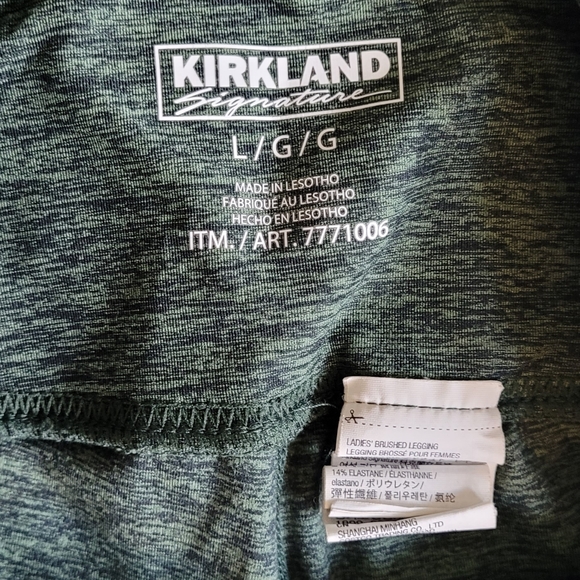 KIRKLAND
Signature
L/G/G
MADE IN LESOTHO
FABRIQUÉ AU LESOTHO
HECHO EN LESOTHO
ITM. / ART. 7771006
LADIES' BRUSHED LEGGING
LEGGING BROSSÉ POUR FEMMES
14% ELASTANE / ÉLASTHANNE /
elastano / ポリウレタン/
彈性纖維 / 폴리우레탄 / 氨纶
SHANGHAI MINHANG
CO., LTD